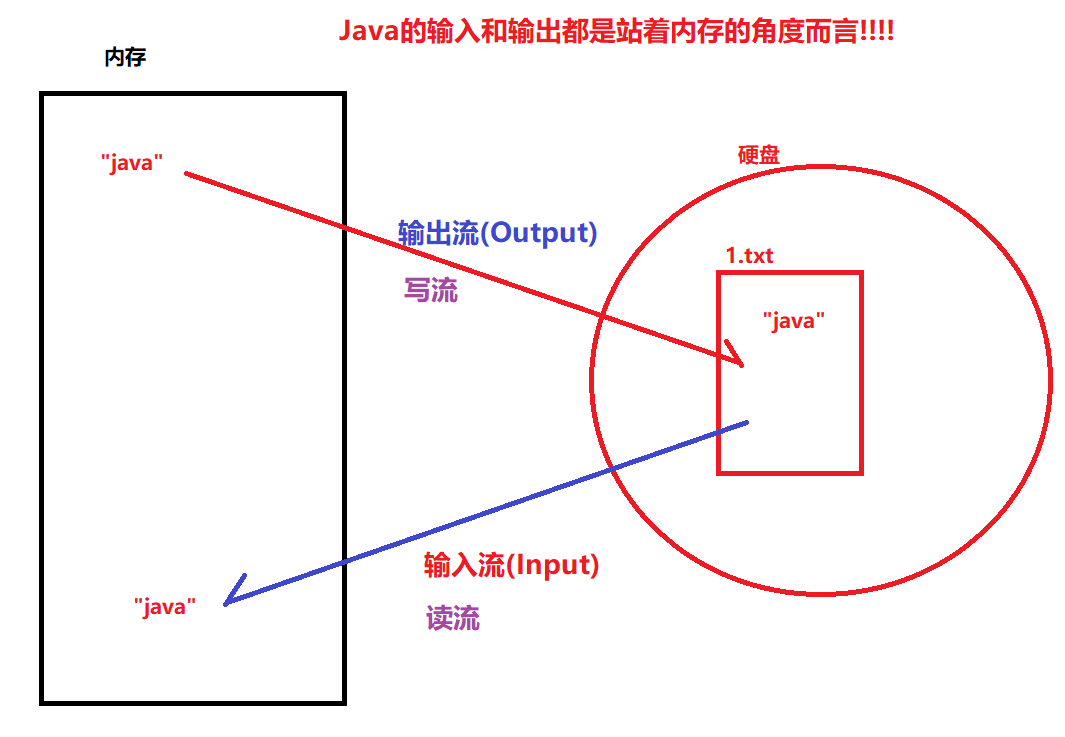 Java的输入和输出都是站着内存的角度而言!!!!
内存
"java"
硬盘
输出流(Output)
写流
1.txt
"java"
输入流(Input)
读流
"java"